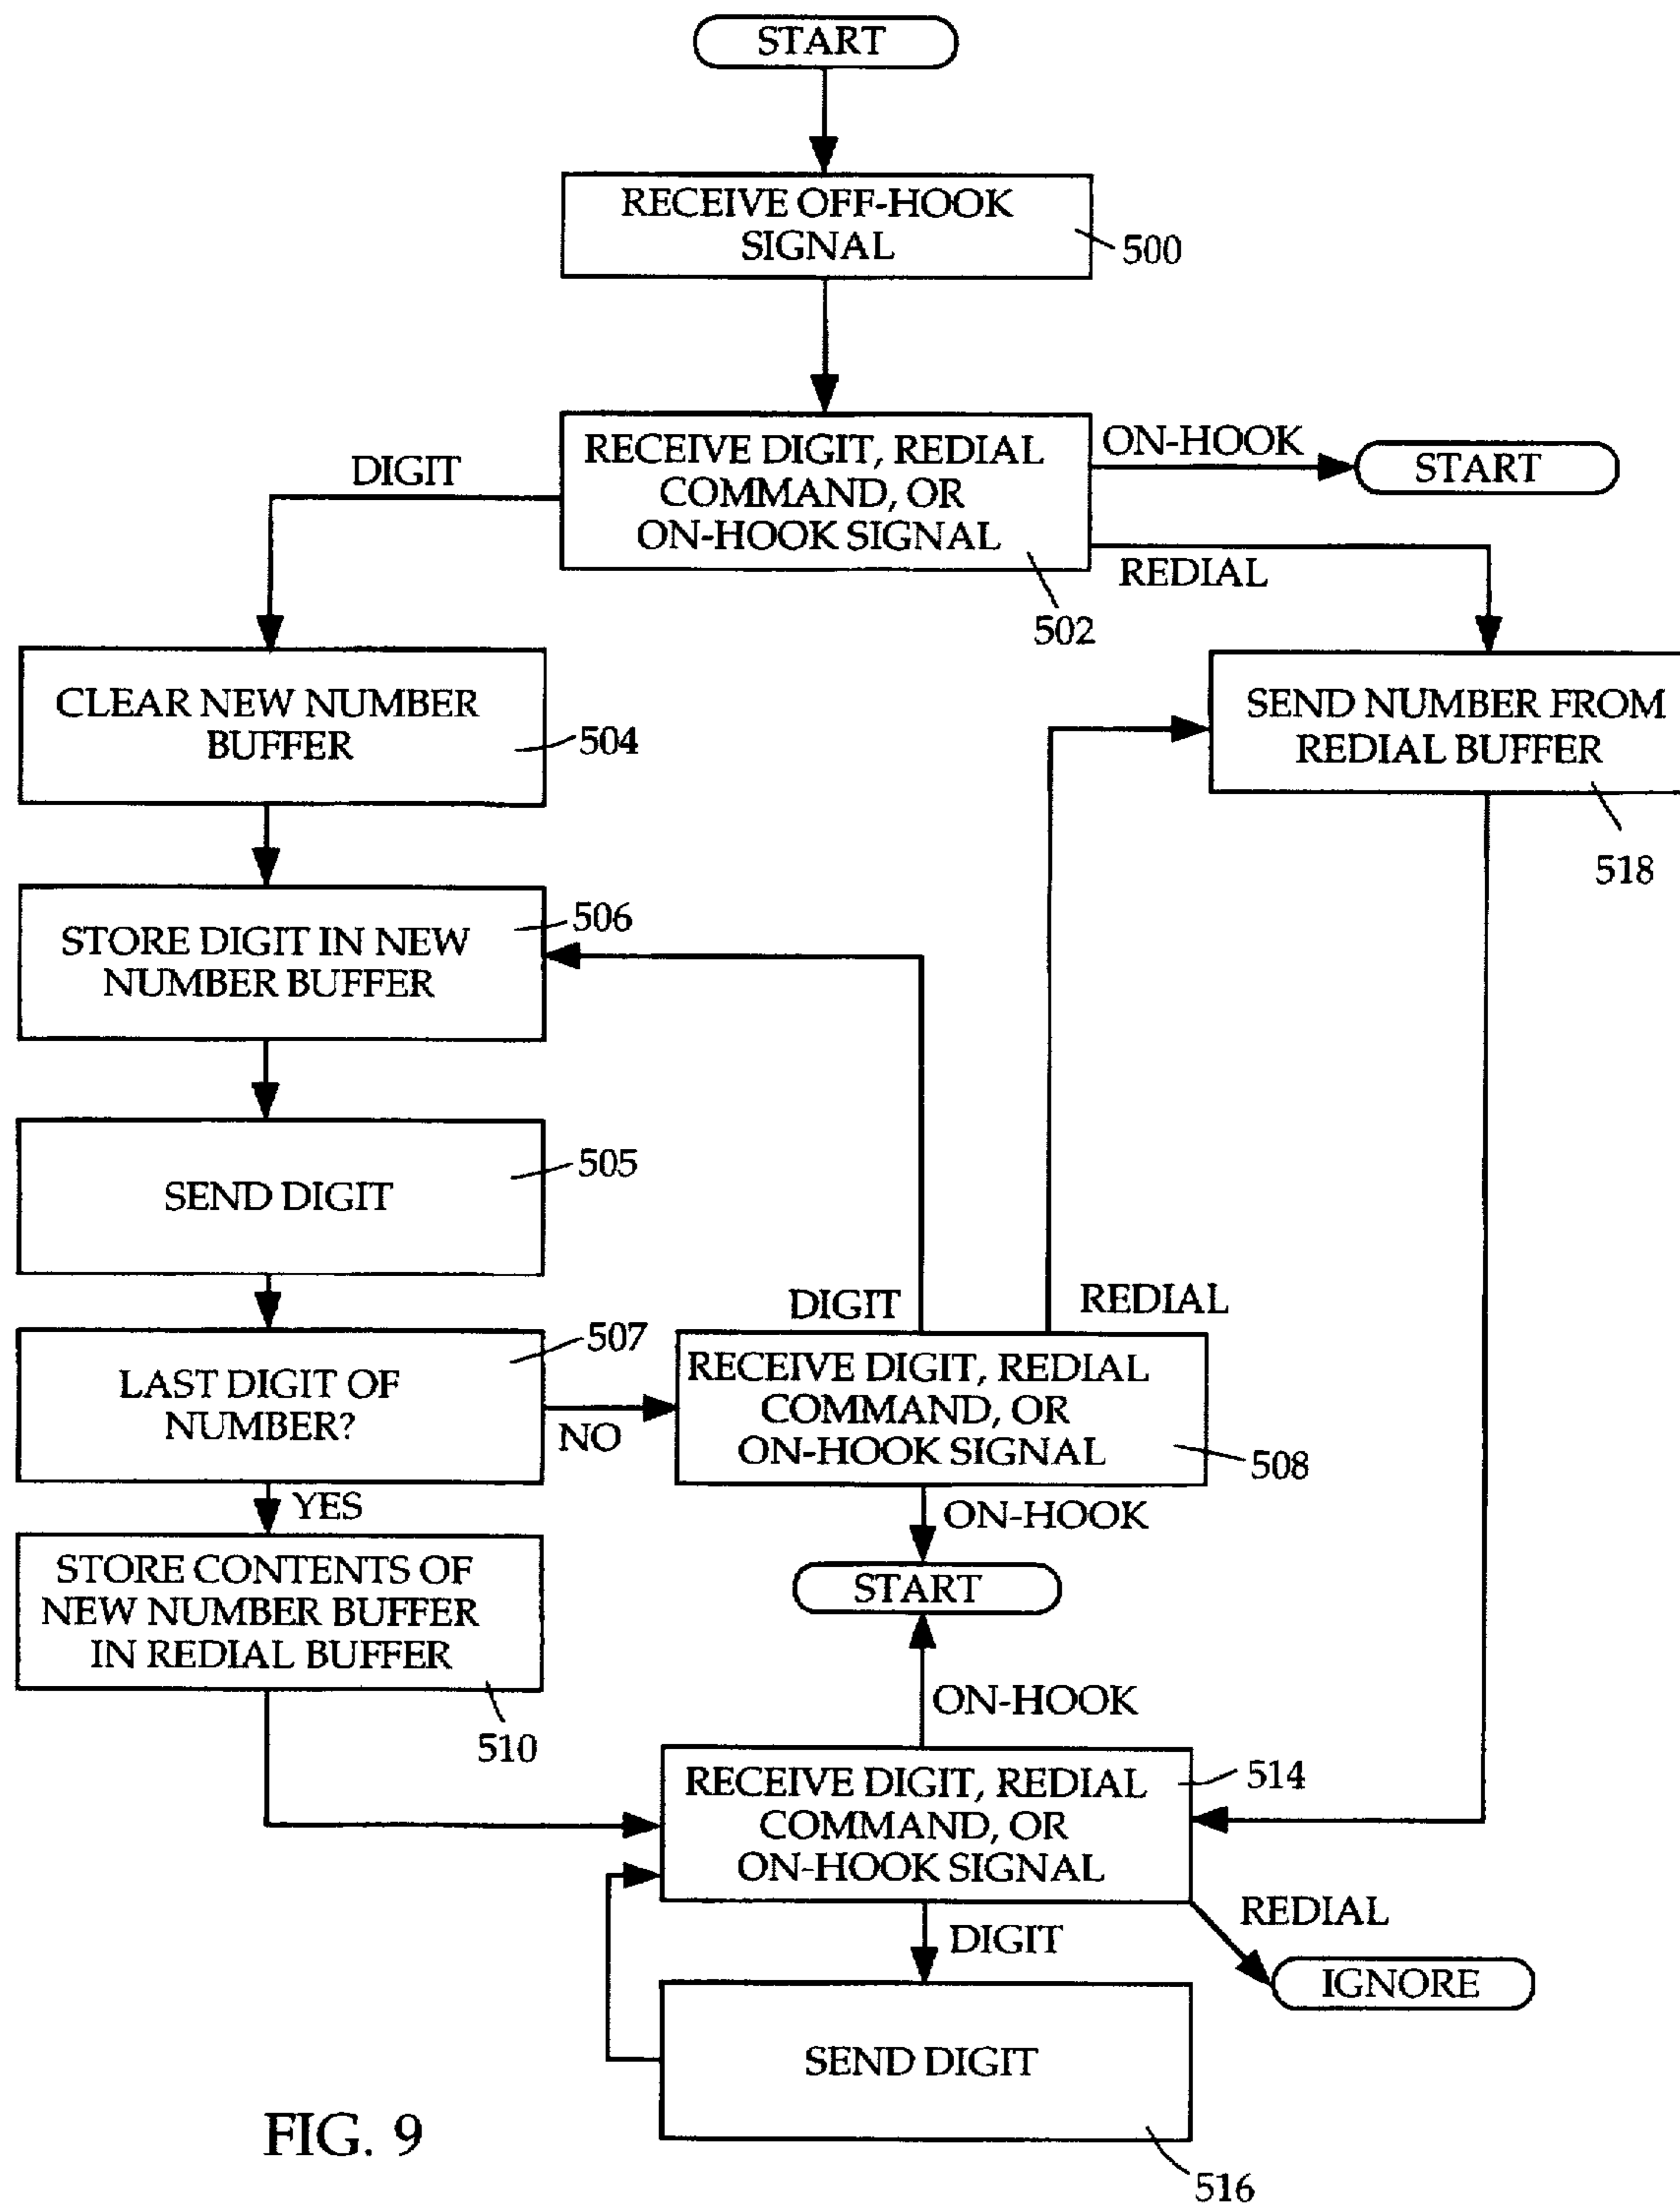 START
RECEIVE OFF-HOOK
SIGNAL
500
RECEIVE DIGIT, REDIAL
COMMAND, OR
ON-HOOK SIGNAL
502
ON-HOOK
START
DIGIT
REDIAL
CLEAR NEW NUMBER
BUFFER
504
SEND NUMBER FROM
REDIAL BUFFER
518
STORE DIGIT IN NEW
NUMBER BUFFER
506
SEND DIGIT
505
LAST DIGIT OF
NUMBER?
507
NO
YES
DIGIT
REDIAL
RECEIVE DIGIT, REDIAL
COMMAND, OR
ON-HOOK SIGNAL
508
ON-HOOK
START
STORE CONTENTS OF
NEW NUMBER BUFFER
IN REDIAL BUFFER
510
ON-HOOK
RECEIVE DIGIT, REDIAL
COMMAND, OR
ON-HOOK SIGNAL
514
REDIAL
IGNORE
DIGIT
SEND DIGIT
516
FIG. 9